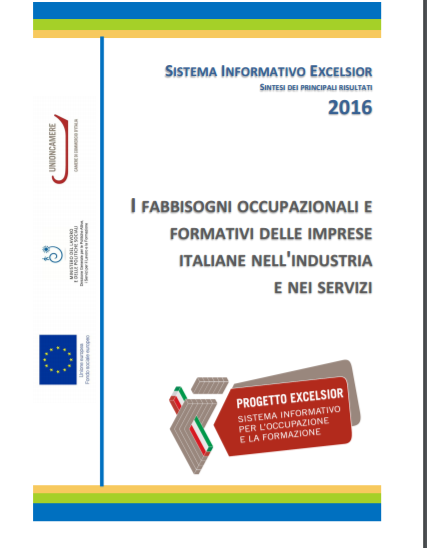 SISTEMA INFORMATIVO EXCELSIOR
SINTESI DEI PRINCIPALI RISULTATI
2016
UNIONCAMERE
CAMERE DI COMMERCIO D'ITALIA
I FABBISOGNI OCCUPAZIONALI E
FORMATIVI DELLE IMPRESE
ITALIANE NELL'INDUSTRIA
E NEI SERVIZI
MINISTERO DEL LAVORO
E DELLE POLITICHE SOCIALI
Unione europea
Fondo sociale europeo
PROGETTO EXCELSIOR
SISTEMA INFORMATIVO
PER L'OCCUPAZIONE
E LA FORMAZIONE